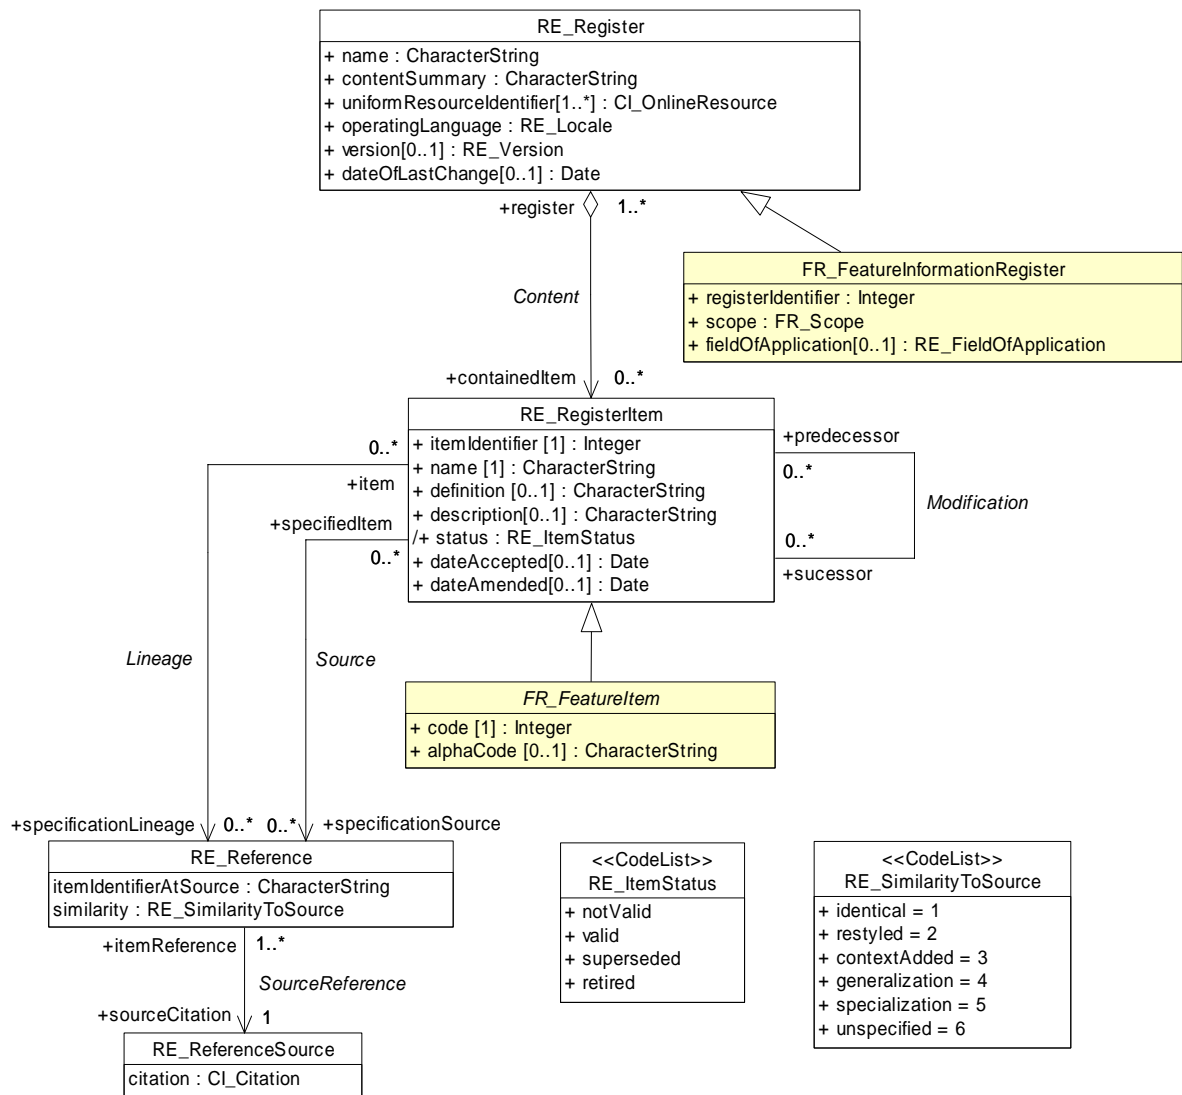 RE_Register
+ name : CharacterString
+ contentSummary : CharacterString
+ uniformResourceIdentifier[1..*] : CI_OnlineResource
+ operatingLanguage : RE_Locale
+ version[0..1] : RE_Version
+ dateOfLastChange[0..1] : Date
+register
1..*
FR_FeatureInformationRegister
+ registerIdentifier : Integer
+ scope : FR_Scope
+ fieldOfApplication[0..1] : RE_FieldOfApplication
Content
+containedItem
0..*
RE_RegisterItem
+ itemIdentifier [1] : Integer
+ name [1] : CharacterString
+ definition [0..1] : CharacterString
+ description[0..1] : CharacterString
/+ status : RE_ItemStatus
+ dateAccepted[0..1] : Date
+ dateAmended[0..1] : Date
+predecessor
0..*
Modification
0..*
+sucessor
0..*
+item
+specifiedItem
0..*
Lineage
Source
FR_FeatureItem
+ code [1] : Integer
+ alphaCode [0..1] : CharacterString
+specificationLineage
0..*
0..*
+specificationSource
RE_Reference
itemIdentifierAtSource : CharacterString
similarity : RE_SimilarityToSource
+itemReference
1..*
SourceReference
+sourceCitation
1
RE_ReferenceSource
citation : CI_Citation
<<CodeList>>
RE_ItemStatus
+ notValid
+ valid
+ superseded
+ retired
<<CodeList>>
RE_SimilarityToSource
+ identical = 1
+ restyled = 2
+ contextAdded = 3
+ generalization = 4
+ specialization = 5
+ unspecified = 6